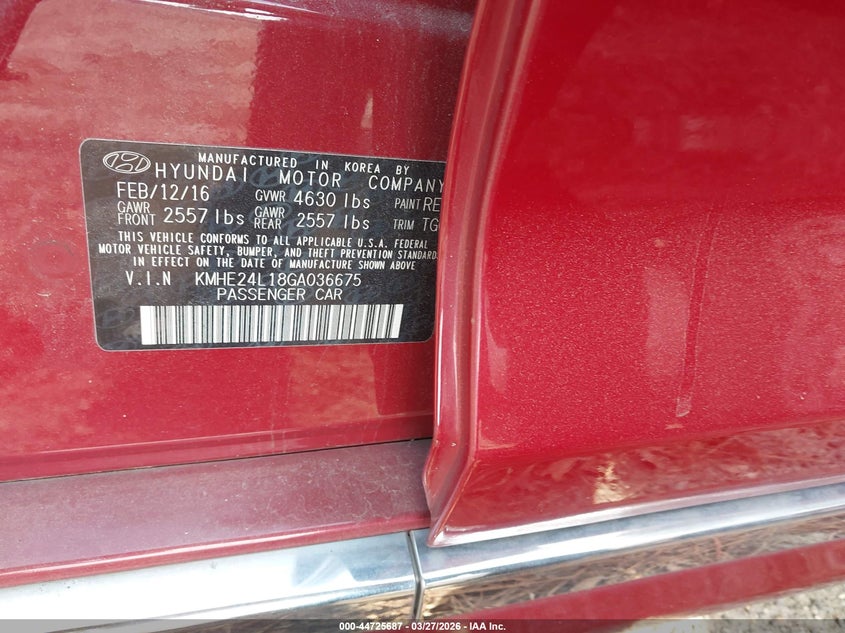 MANUFACTURED IN KOREA BY
HYUNDAI MOTOR COMPANY
FEB/12/16 GVWR 4630 lbs PAINT RE
GAWR FRONT 2557 lbs GAWR REAR 2557 lbs TRIM TG
THIS VEHICLE CONFORMS TO ALL APPLICABLE U.S.A. FEDERAL
MOTOR VEHICLE SAFETY, BUMPER, AND THEFT PREVENTION STANDARDS
IN EFFECT ON THE DATE OF MANUFACTURE SHOWN ABOVE
V.I.N KMHE24L18GA036675
PASSENGER CAR
000-44725687 - 03/27/2026 - IAA Inc.